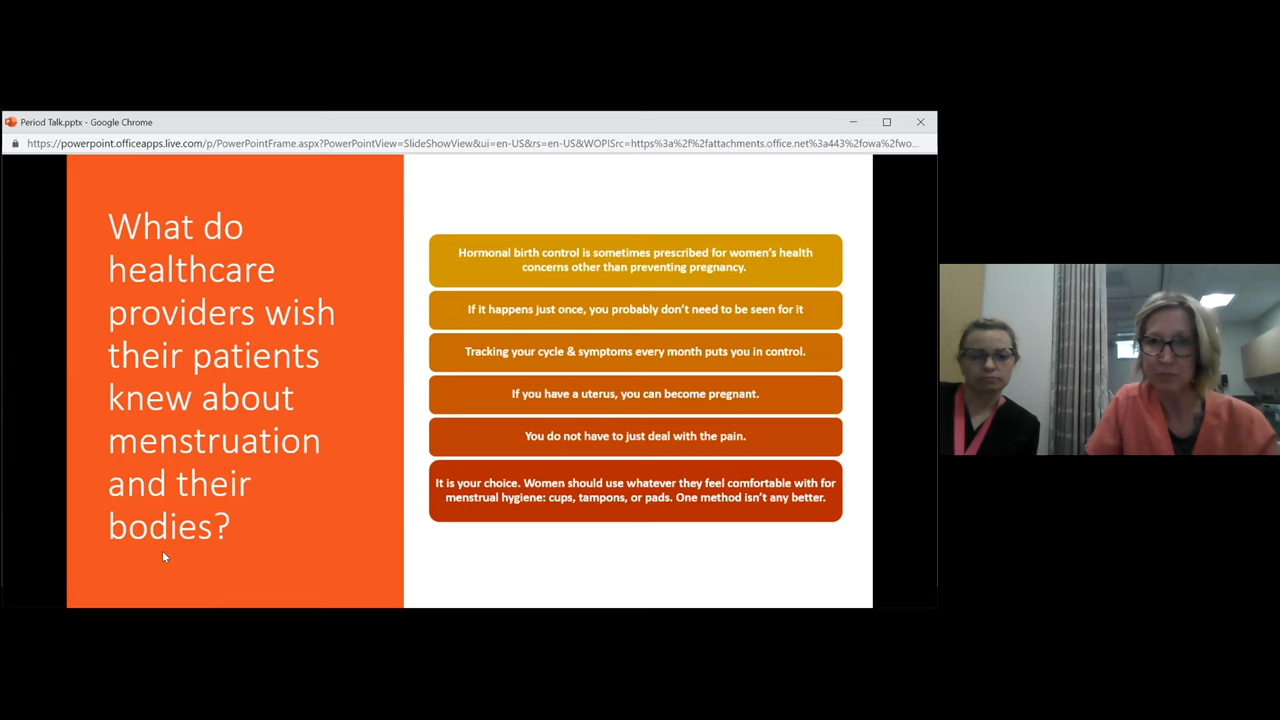 Period Talk.pptx - Google Chrome
https://powerpoint.officeapps.live.com/p/PowerPointFrame.aspx?PowerPointView=SlideShowView&ui=en-US&rs=en-US&WOPISrc=https%3a%2f%2fattachments.office.net%3a443%2fowa%2fwo...
What do
healthcare
providers wish
their patients
knew about
menstruation
and their
bodies?
Hormonal birth control is sometimes prescribed for women's health
concerns other than preventing pregnancy.
If it happens just once, you probably don't need to be seen for it
Tracking your cycle & symptoms every month puts you in control.
If you have a uterus, you can become pregnant.
You do not have to just deal with the pain.
It is your choice. Women should use whatever they feel comfortable with for
menstrual hygiene: cups, tampons, or pads. One method isn't any better.